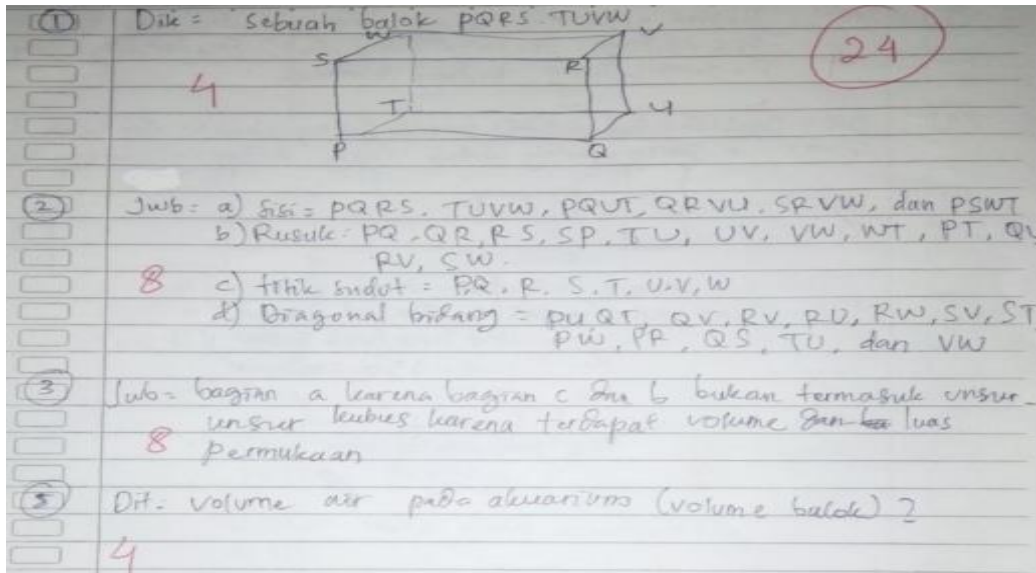 ① Dik = Sebuah balok PQRS.TUVW
24
W V
S R
4
T U
P Q
② Jwb = a) Sisi = PQRS, TUVW, PQUT, QRVU, SRVW, dan PSWT
b) Rusuk = PQ, QR, RS, SP, TU, UV, VW, WT, PT, QU
RV, SW.
8 c) titik sudut = P,Q, R, S, T, U, V, W
d) Diagonal bidang = PU QT, QV, RV, RU, RW, SV, ST
PW, PR, QS, TU, dan VW
③ Jwb = bagian a karena bagian c dan b bukan termasuk unsur-
unsur kubus karena terdapat volume dan luas
8 permukaan
⑤ Dit = volume air pada akuarium (volume balok) ?
4